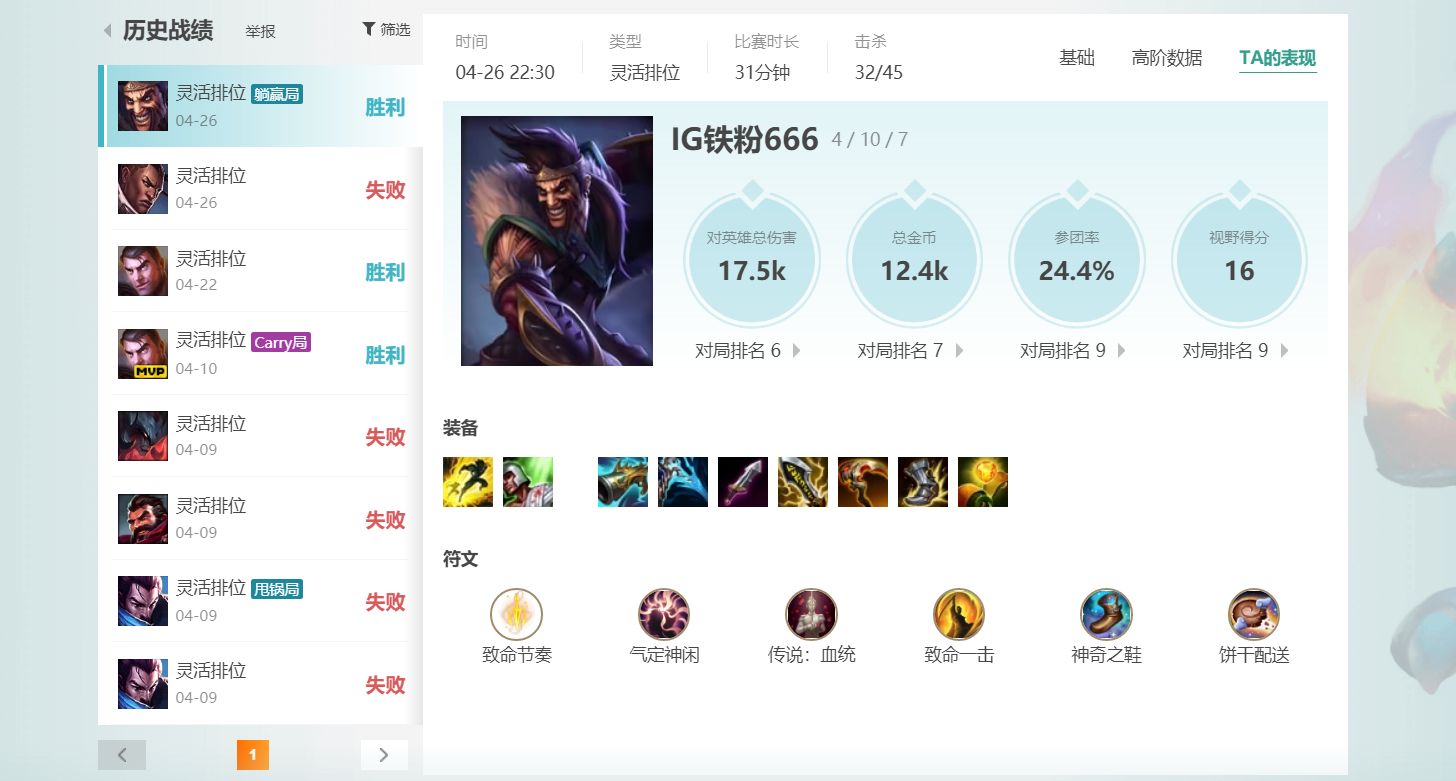 历史战绩 举报 筛选
灵活排位 躺赢局
04-26
胜利
灵活排位
04-26
失败
灵活排位
04-22
胜利
灵活排位 Carry局
MVP
04-10
胜利
灵活排位
04-09
失败
灵活排位
04-09
失败
灵活排位 甩锅局
04-09
失败
灵活排位
04-09
失败
1
时间 类型 比赛时长 击杀
04-26 22:30 灵活排位 31分钟 32/45
基础 高阶数据 TA的表现
IG铁粉666 4 / 10 / 7
对英雄总伤害 总金币 参团率 视野得分
17.5k 12.4k 24.4% 16
对局排名 6 对局排名 7 对局排名 9 对局排名 9
装备
符文
致命节奏 气定神闲 传说：血统 致命一击 神奇之鞋 饼干配送